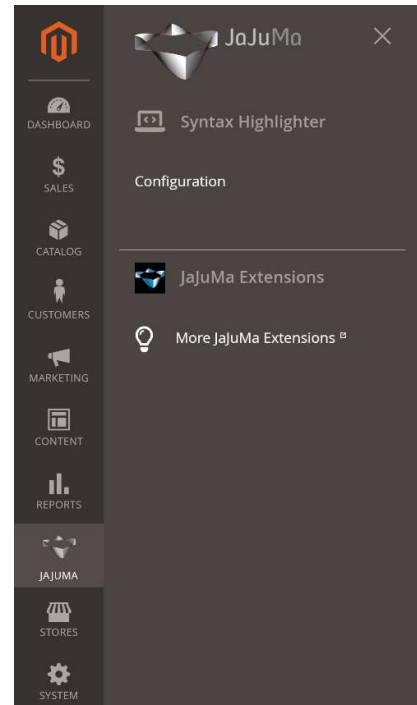 DASHBOARD
SALES
CATALOG
CUSTOMERS
MARKETING
CONTENT
REPORTS
JAJUMA
STORES
SYSTEM
JaJuMa
Syntax Highlighter
Configuration
JaJuMa Extensions
More JaJuMa Extensions